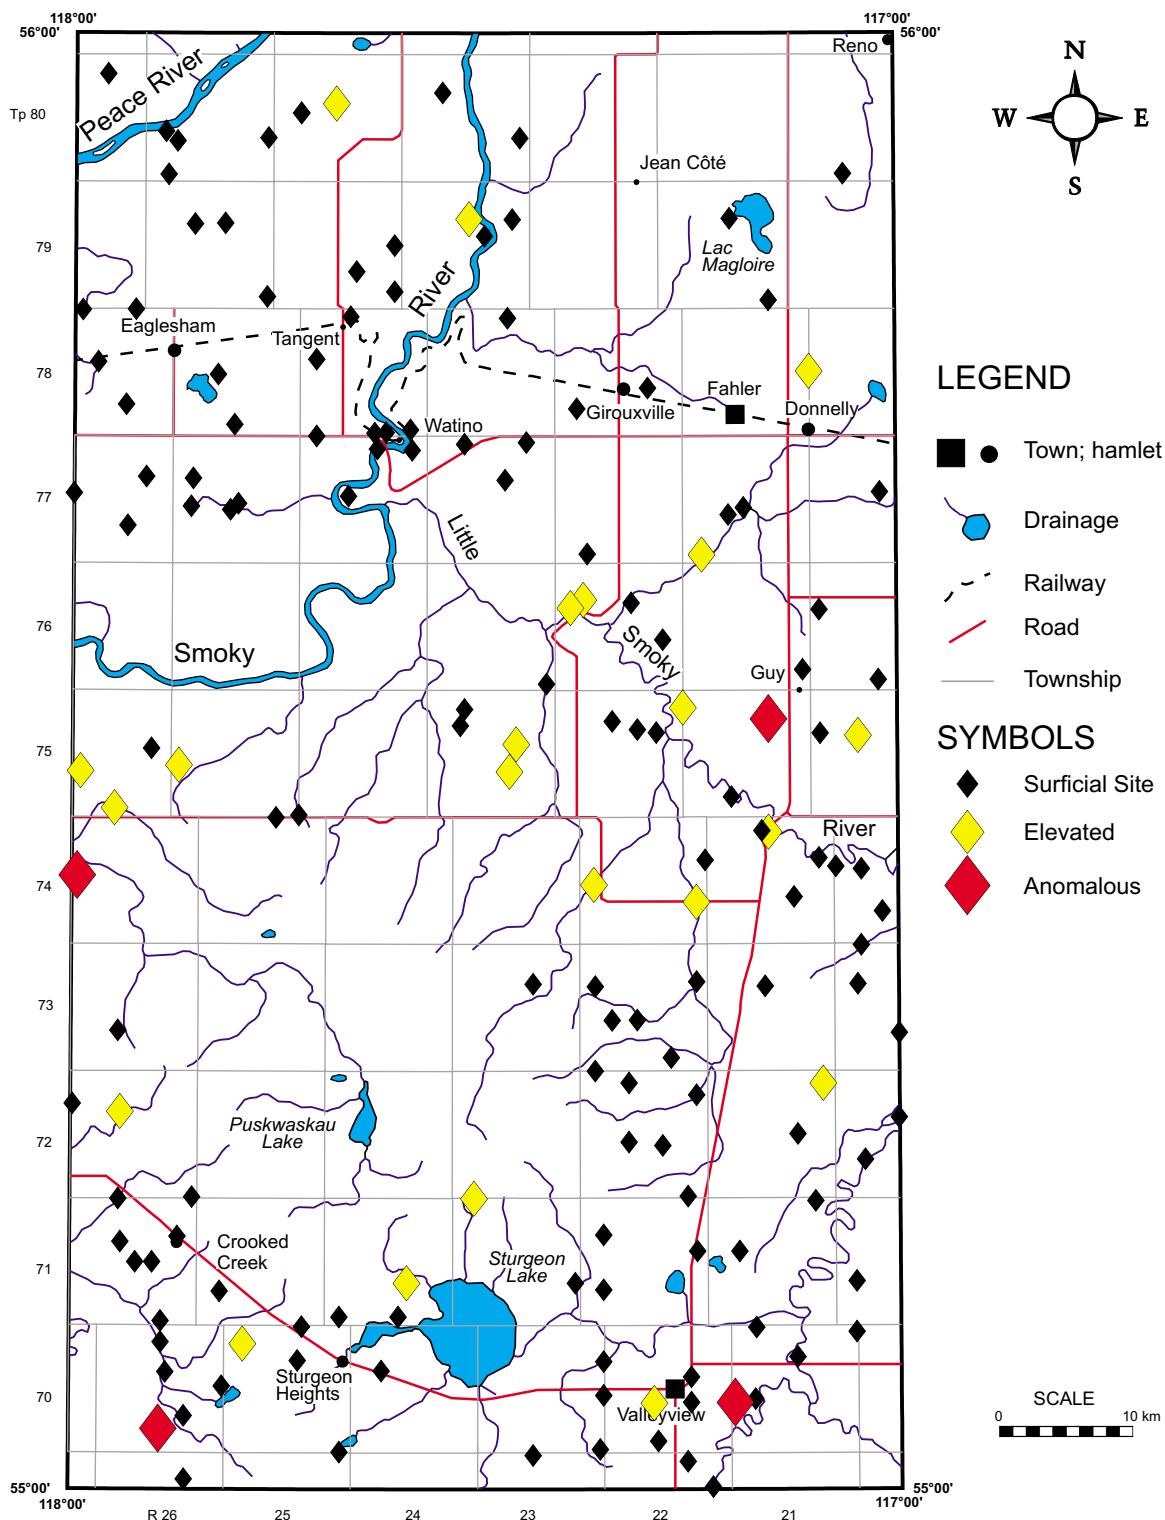 118°00'
117°00'
56°00'
56°00'
Reno
N
Peace River
Tp 80
W
E
Jean Côté
S
79
Lac
Magloire
River
Eaglesham
Tangent
78
Fahler
LEGEND
Girouxville
Donnelly
Watino
Town; hamlet
77
Little
Drainage
Railway
76
Smoky
Road
Smoky
Guy
Township
75
SYMBOLS
Surficial Site
River
Elevated
74
Anomalous
73
Puskwaskau
Lake
72
Crooked
Creek
Sturgeon
Lake
71
Sturgeon
Heights
70
Valleyview
SCALE
0
10 km
55°00'
55°00'
118°00'
117°00'
R 26
25
24
23
22
21